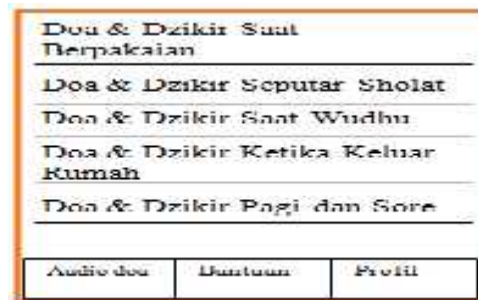 Doa & Dzikir Saat
Berpakaian
Doa & Dzikir Seputar Sholat
Doa & Dzikir Saat Wudhu
Doa & Dzikir Ketika Keluar
Rumah
Doa & Dzikir Pagi dan Sore
Audio doa
Bantuan
Profil